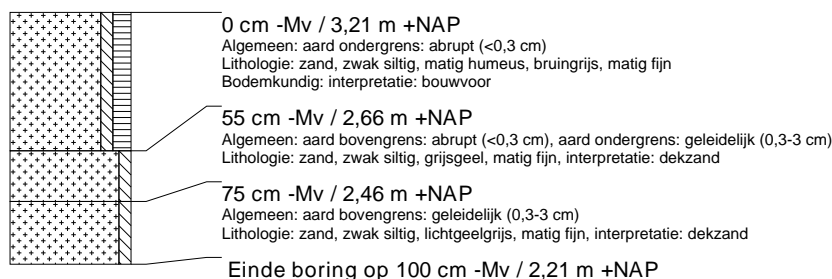 0 cm -Mv / 3,21 m +NAP
Algemeen: aard ondergrens: abrupt (<0,3 cm)
Lithologie: zand, zwak siltig, matig humeus, bruingrijs, matig fijn
Bodemkundig: interpretatie: bouwvoor
55 cm -Mv / 2,66 m +NAP
Algemeen: aard bovengrens: abrupt (<0,3 cm), aard ondergrens: geleidelijk (0,3-3 cm)
Lithologie: zand, zwak siltig, grijsgeel, matig fijn, interpretatie: dekzand
75 cm -Mv / 2,46 m +NAP
Algemeen: aard bovengrens: geleidelijk (0,3-3 cm)
Lithologie: zand, zwak siltig, lichtgeelgrijs, matig fijn, interpretatie: dekzand
Einde boring op 100 cm -Mv / 2,21 m +NAP